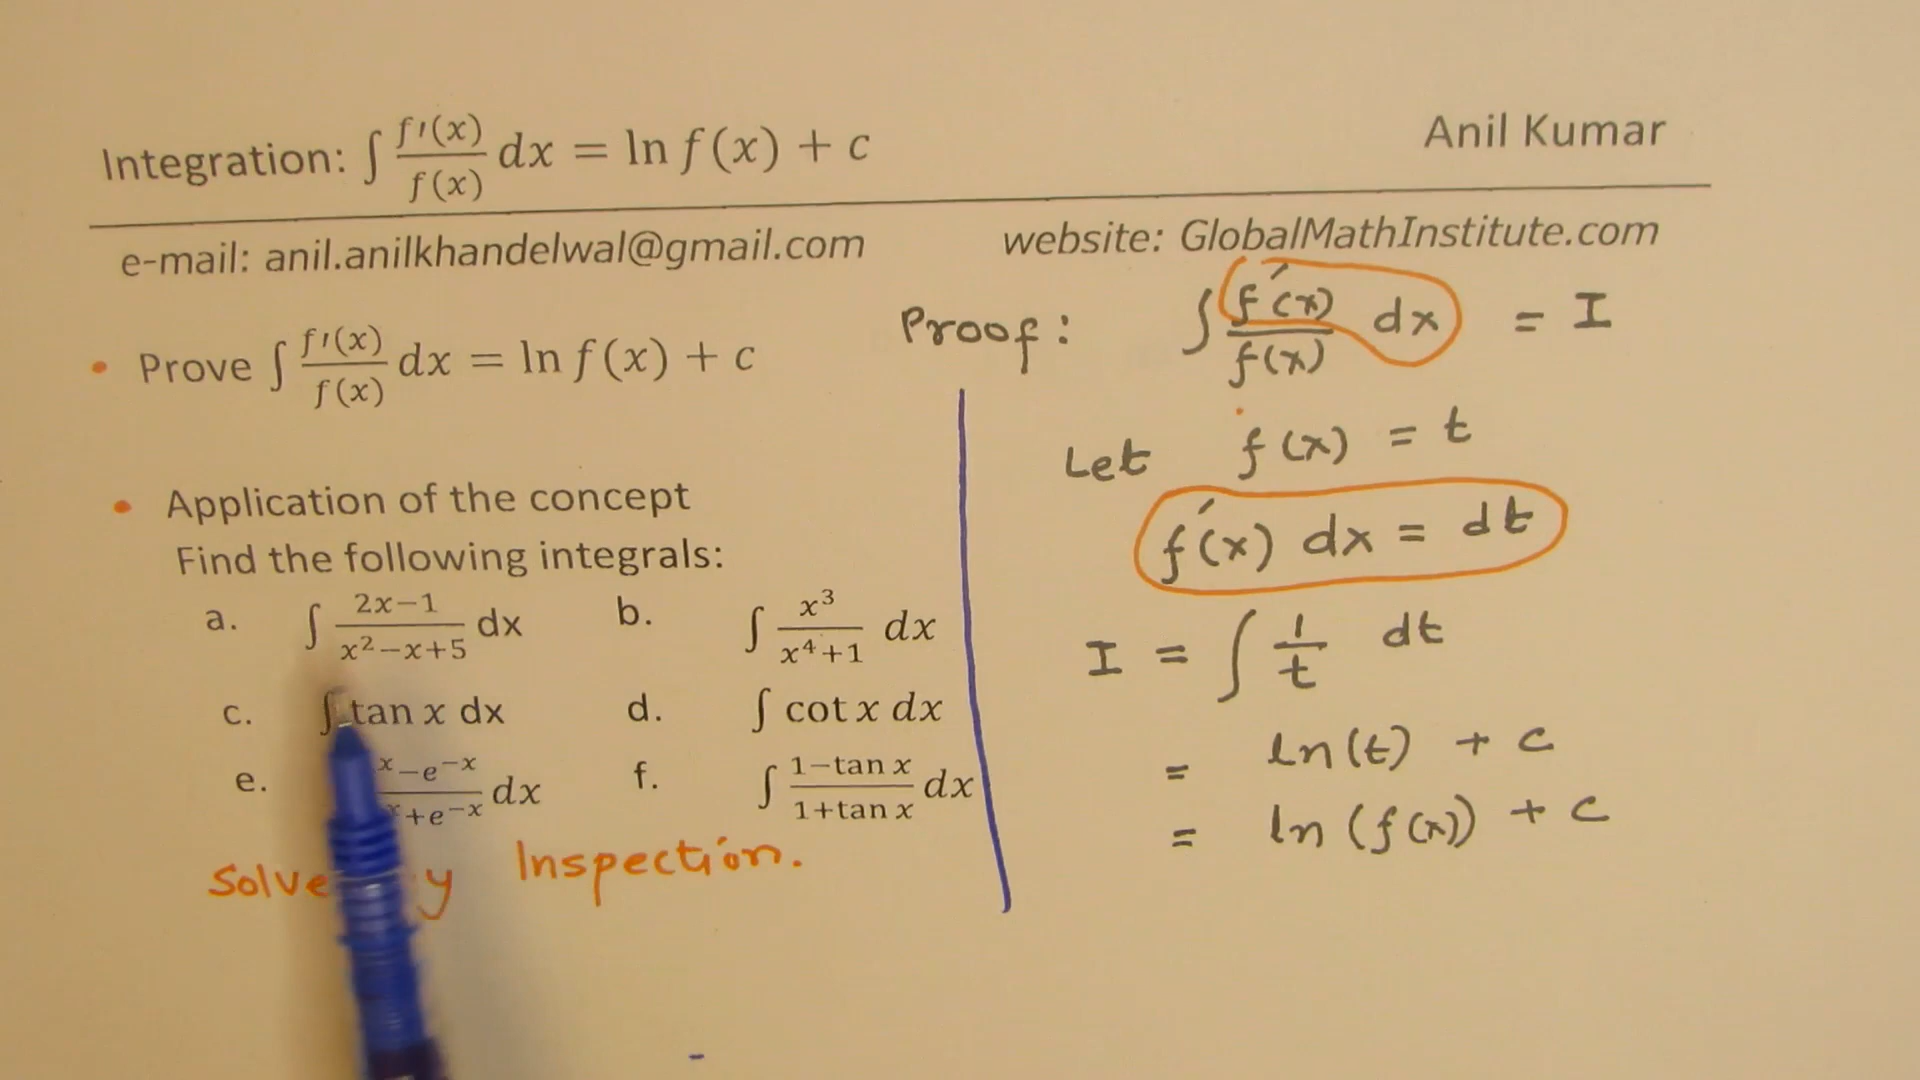 Integration: ∫ f′(x)/f(x) dx = ln f(x) + c
Anil Kumar
e-mail: anil.anilkhandelwal@gmail.com
website: GlobalMathInstitute.com
• Prove ∫ f′(x)/f(x) dx = ln f(x) + c
• Application of the concept
Find the following integrals:
a. ∫ (2x−1)/(x²−x+5) dx b. ∫ x³/(x⁴+1) dx
c. ∫ tan x dx d. ∫ cot x dx
e. x−e⁻ˣ / x+e⁻ˣ dx f. ∫ (1−tan x)/(1+tan x) dx
Solve y Inspection.
Proof: ∫ f′(x)/f(x) dx = I
Let f(x) = t
f′(x) dx = dt
I = ∫ 1/t dt
= ln(t) + c
= ln (f(x)) + c